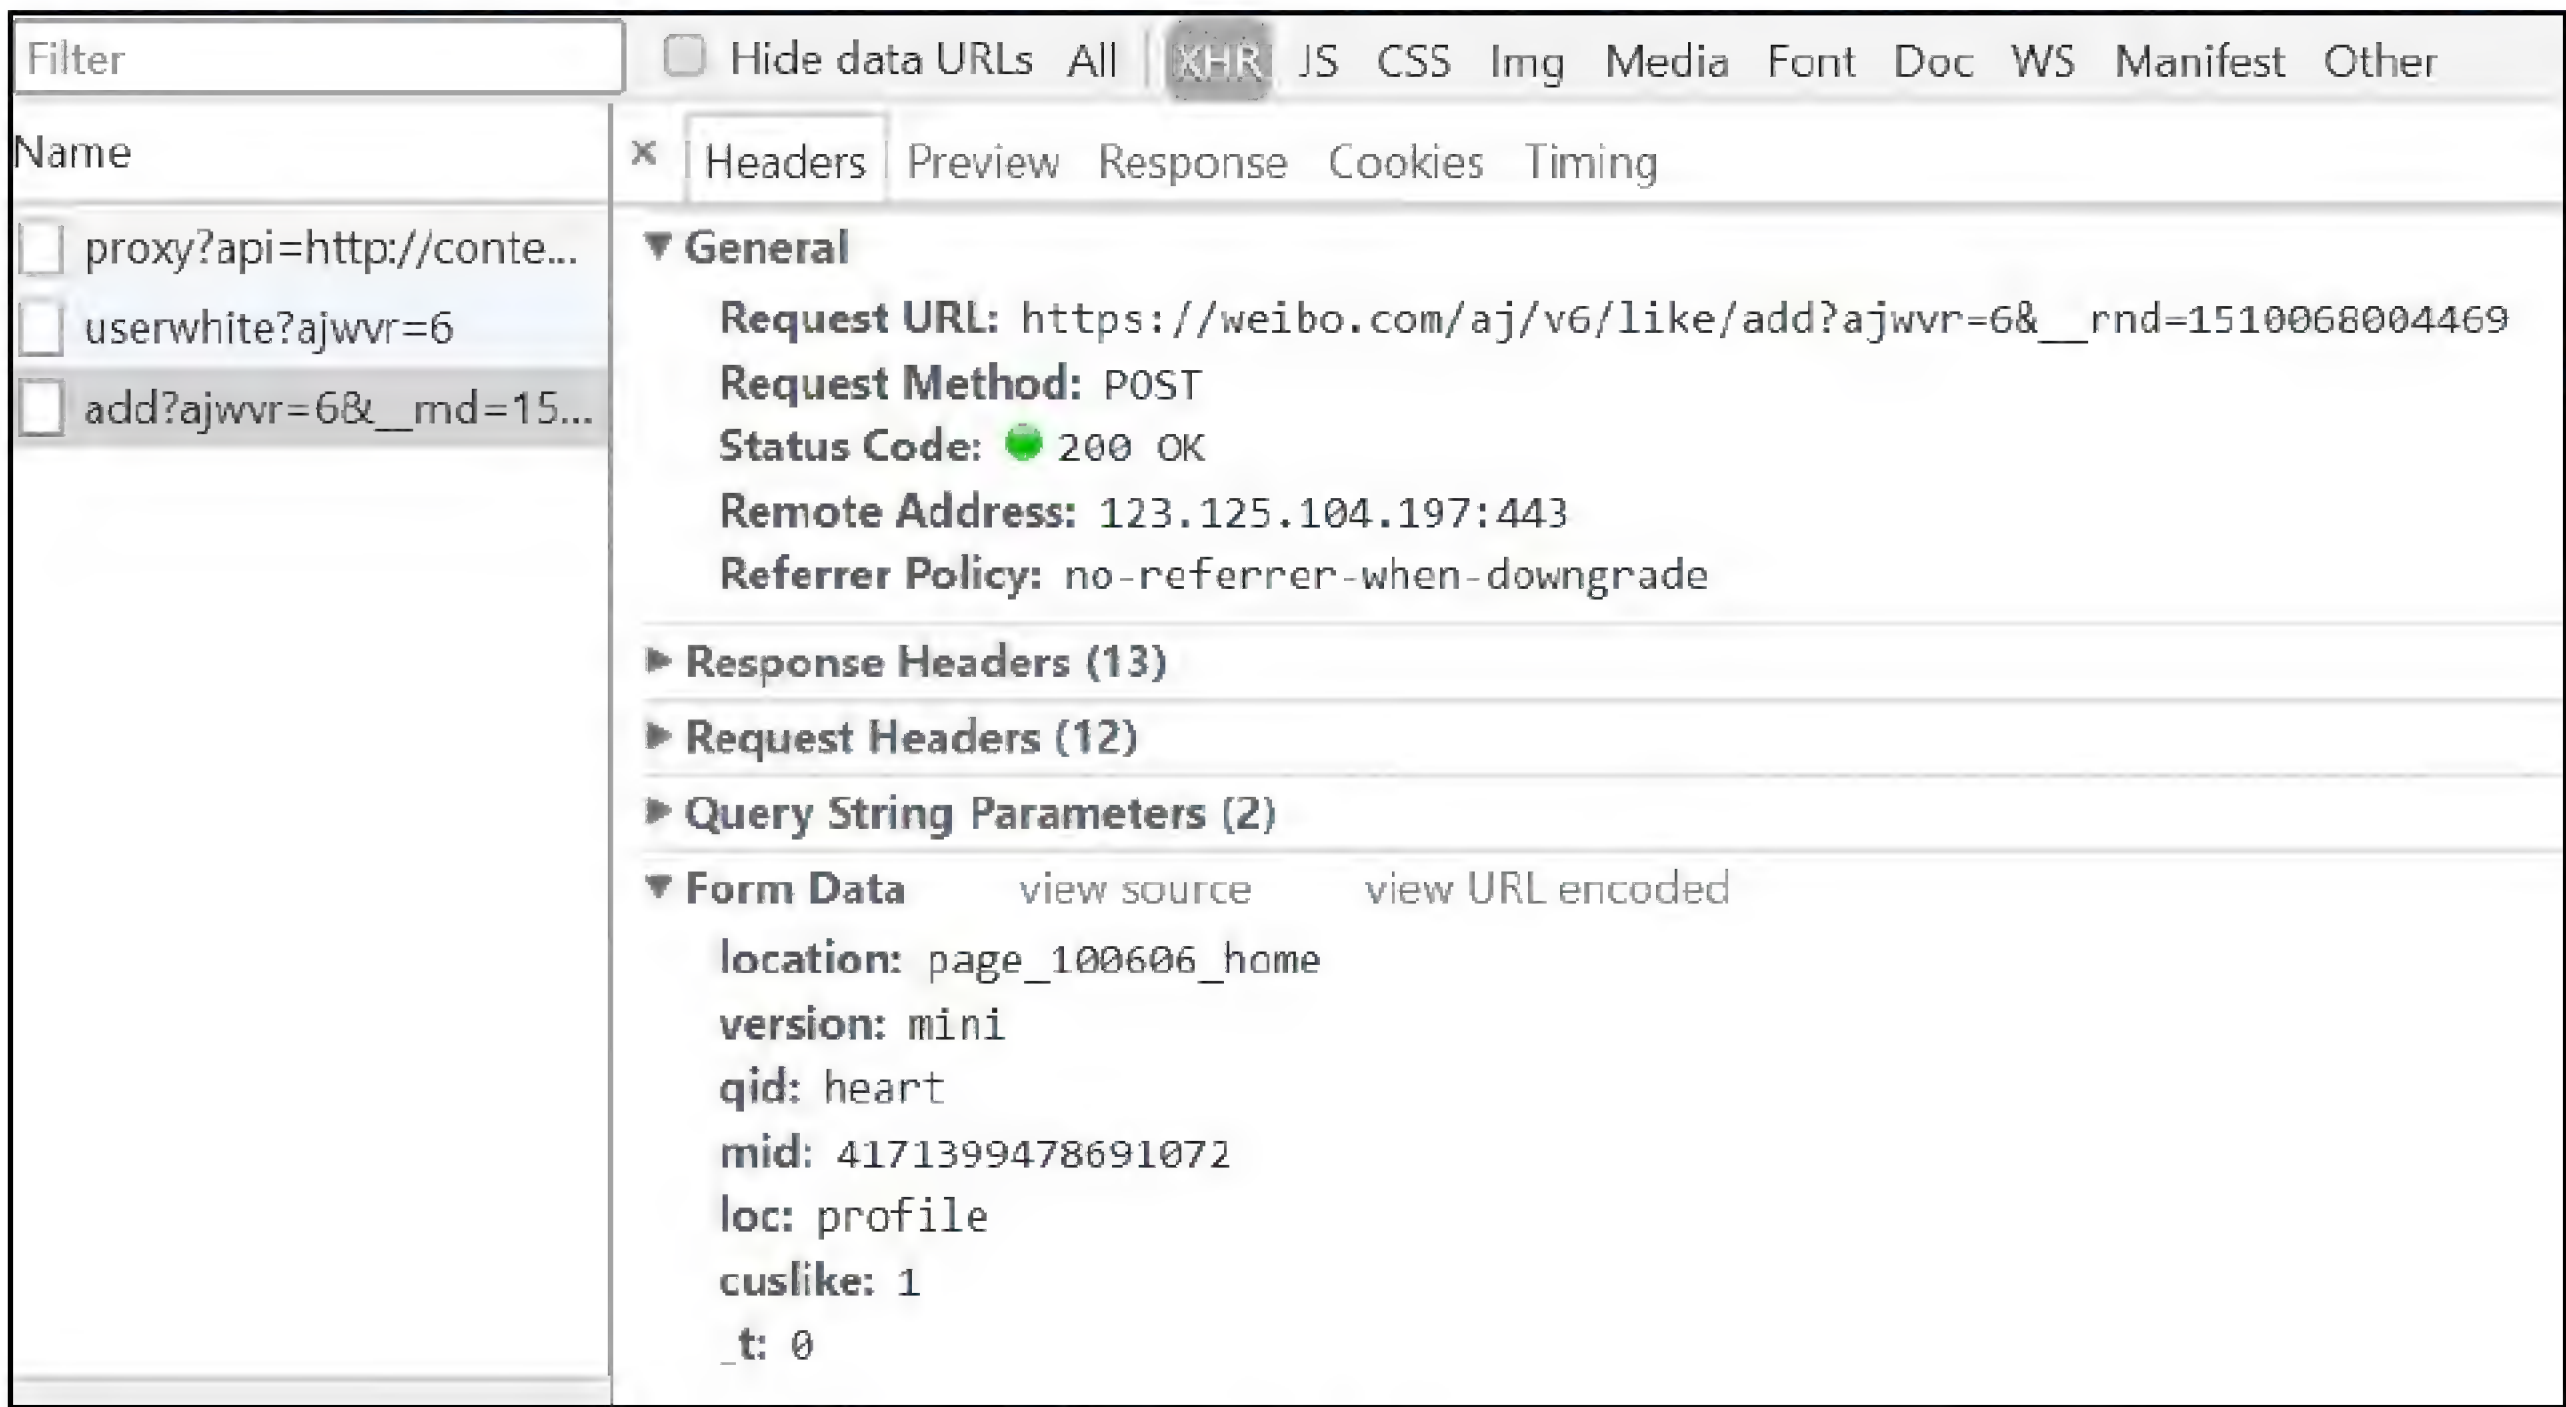 Filter Hide data URLs All XHR JS CSS Img Media Font Doc WS Manifest Other
Name
× Headers Preview Response Cookies Timing
proxy?api=http://conte...
userwhite?ajwvr=6
add?ajwvr=6&__rnd=15...
▼ General
Request URL: https://weibo.com/aj/v6/like/add?ajwvr=6&__rnd=1510068004469
Request Method: POST
Status Code: 200 OK
Remote Address: 123.125.104.197:443
Referrer Policy: no-referrer-when-downgrade
▶ Response Headers (13)
▶ Request Headers (12)
▶ Query String Parameters (2)
▼ Form Data view source view URL encoded
location: page_100606_home
version: mini
qid: heart
mid: 4171399478691072
loc: profile
cuslike: 1
_t: 0